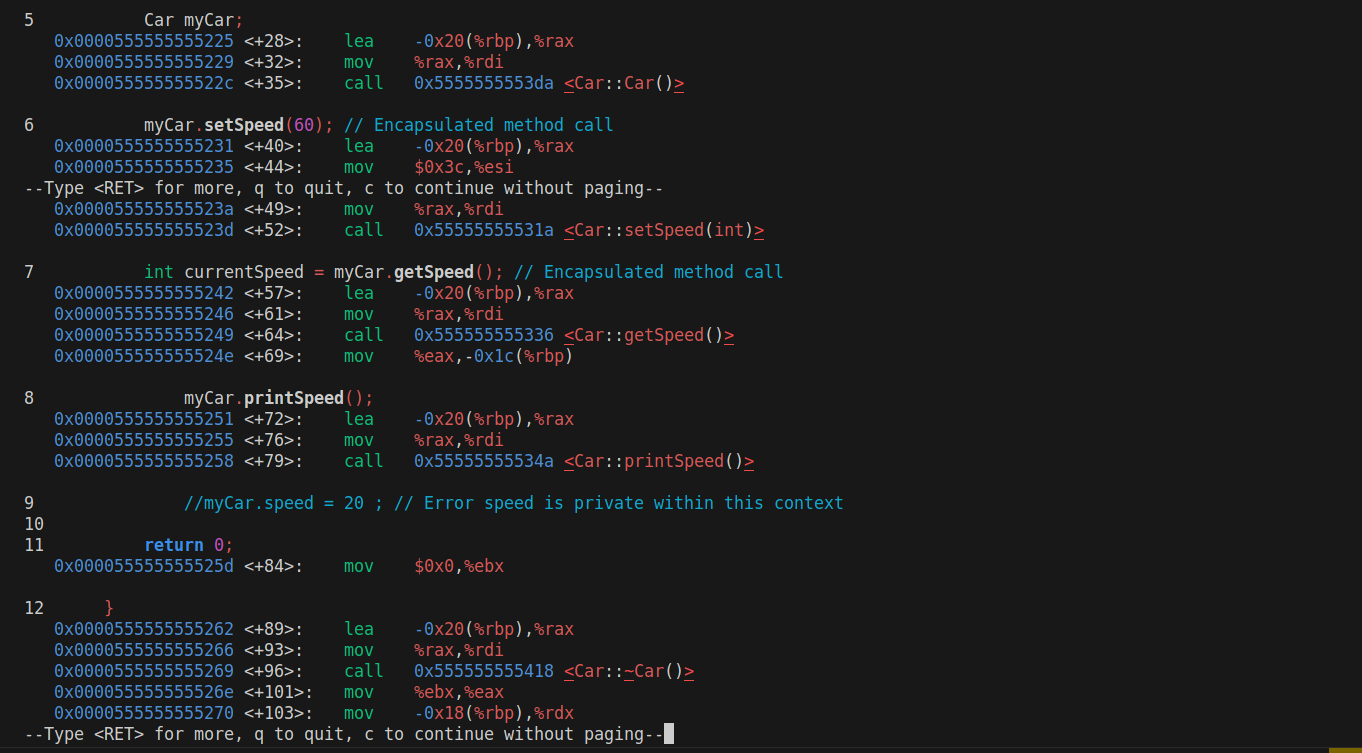 5           Car myCar;
   0x0000555555555225 <+28>:    lea    -0x20(%rbp),%rax
   0x0000555555555229 <+32>:    mov    %rax,%rdi
   0x000055555555522c <+35>:    call   0x5555555553da <Car::Car()>

6           myCar.setSpeed(60); // Encapsulated method call
   0x0000555555555231 <+40>:    lea    -0x20(%rbp),%rax
   0x0000555555555235 <+44>:    mov    $0x3c,%esi
--Type <RET> for more, q to quit, c to continue without paging--
   0x000055555555523a <+49>:    mov    %rax,%rdi
   0x000055555555523d <+52>:    call   0x55555555531a <Car::setSpeed(int)>

7           int currentSpeed = myCar.getSpeed(); // Encapsulated method call
   0x0000555555555242 <+57>:    lea    -0x20(%rbp),%rax
   0x0000555555555246 <+61>:    mov    %rax,%rdi
   0x0000555555555249 <+64>:    call   0x555555555336 <Car::getSpeed()>
   0x000055555555524e <+69>:    mov    %eax,-0x1c(%rbp)

8               myCar.printSpeed();
   0x0000555555555251 <+72>:    lea    -0x20(%rbp),%rax
   0x0000555555555255 <+76>:    mov    %rax,%rdi
   0x0000555555555258 <+79>:    call   0x55555555534a <Car::printSpeed()>

9               //myCar.speed = 20 ; // Error speed is private within this context
10
11          return 0;
   0x000055555555525d <+84>:    mov    $0x0,%ebx

12      }
   0x0000555555555262 <+89>:    lea    -0x20(%rbp),%rax
   0x0000555555555266 <+93>:    mov    %rax,%rdi
   0x0000555555555269 <+96>:    call   0x555555555418 <Car::~Car()>
   0x000055555555526e <+101>:   mov    %ebx,%eax
   0x0000555555555270 <+103>:   mov    -0x18(%rbp),%rdx
--Type <RET> for more, q to quit, c to continue without paging--